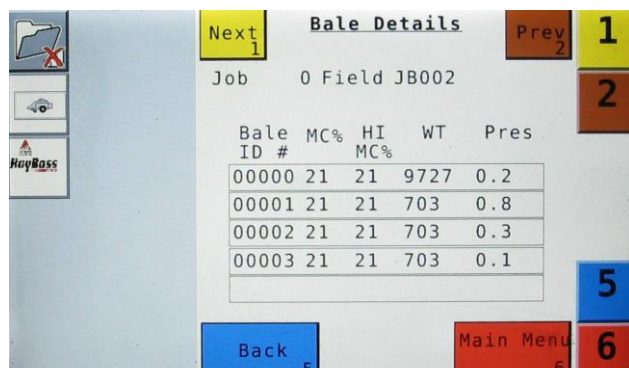 Next
1
Bale Details
Prev
2
1
Job 0 Field JB002
2
Bale ID # MC% HI MC% WT Pres
00000 21 21 9727 0.2
00001 21 21 703 0.8
00002 21 21 703 0.3
00003 21 21 703 0.1
HayBoss
5
Back
5
Main Menu
6
6